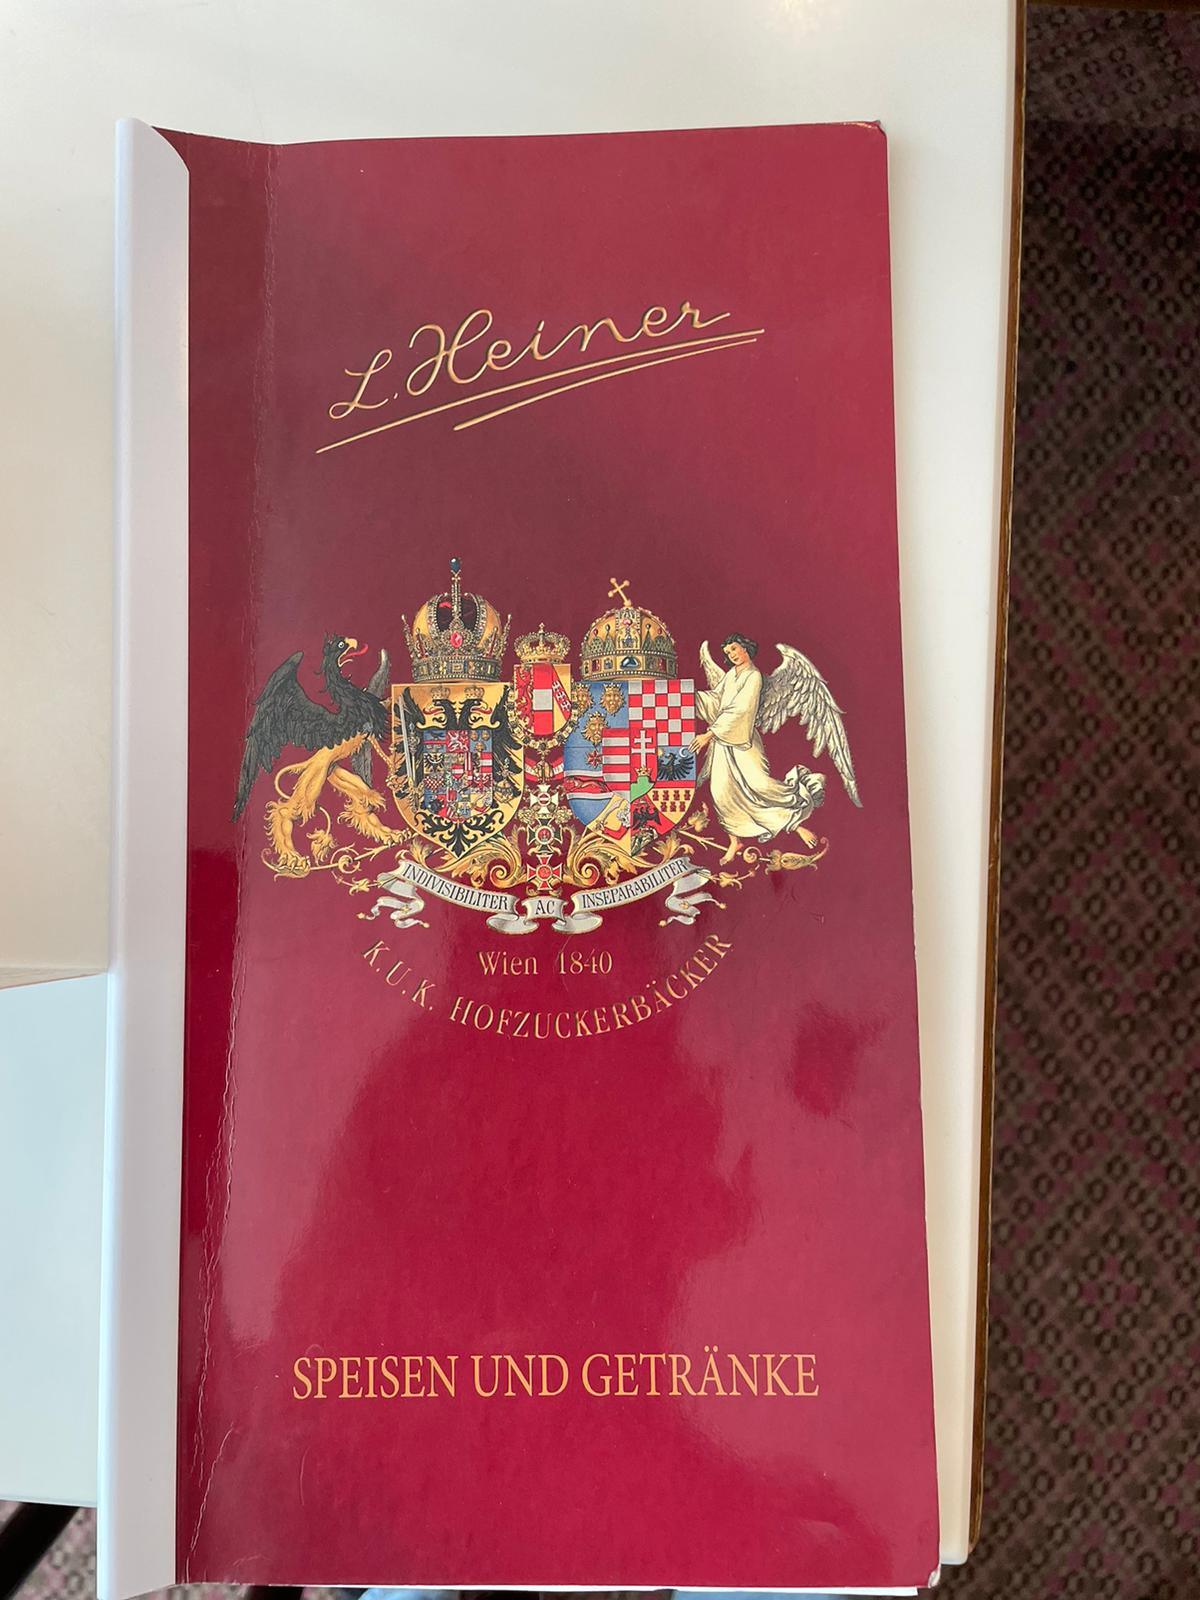 L. Heiner
INDIVISIBILITER AC INSEPARABILITER
Wien 1840
K.U.K. HOFZUCKERBÄCKER
SPEISEN UND GETRÄNKE